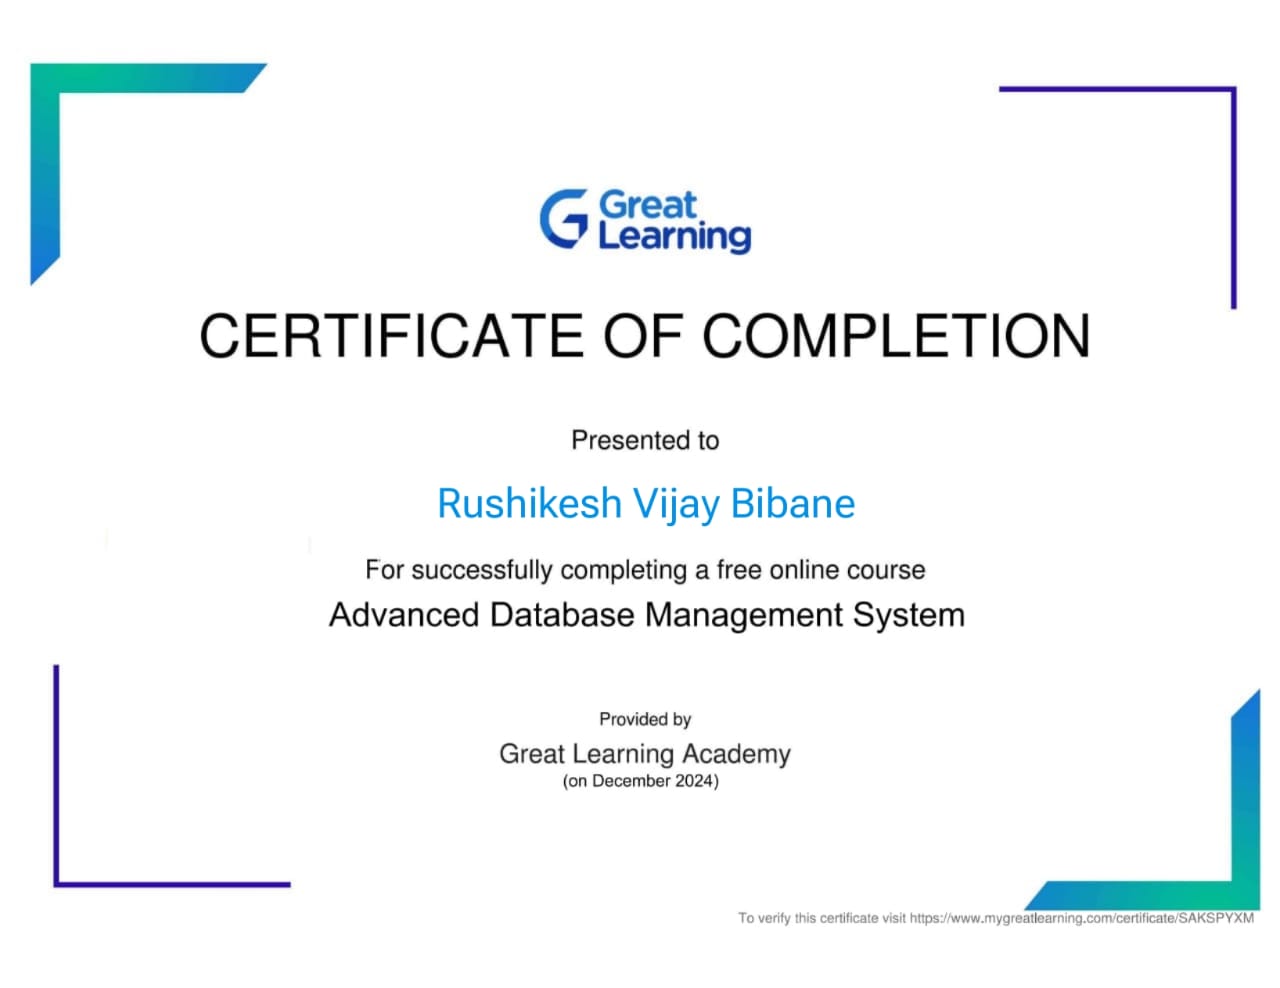 Great
Learning
CERTIFICATE OF COMPLETION
Presented to
Rushikesh Vijay Bibane
For successfully completing a free online course
Advanced Database Management System
Provided by
Great Learning Academy
(on December 2024)
To verify this certificate visit https://www.mygreatlearning.com/certificate/SAKSPYXM